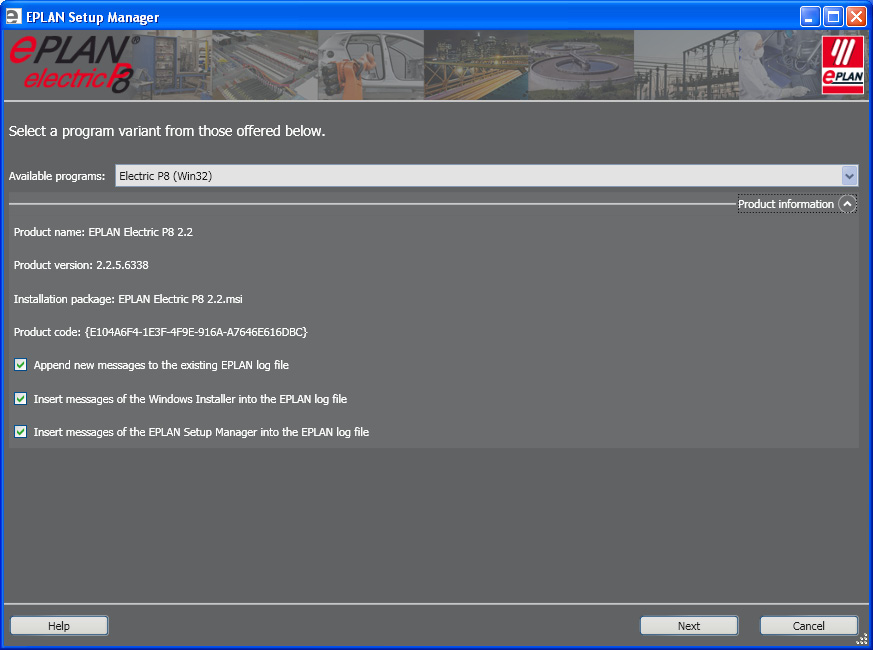 EPLAN Setup Manager
ePLAN®
electric P8
ePLAN
Select a program variant from those offered below.
Available programs: Electric P8 (Win32)
Product information
Product name: EPLAN Electric P8 2.2
Product version: 2.2.5.6338
Installation package: EPLAN Electric P8 2.2.msi
Product code: {E104A6F4-1E3F-4F9E-916A-A7646E616DBC}
Append new messages to the existing EPLAN log file
Insert messages of the Windows Installer into the EPLAN log file
Insert messages of the EPLAN Setup Manager into the EPLAN log file
Help Next Cancel